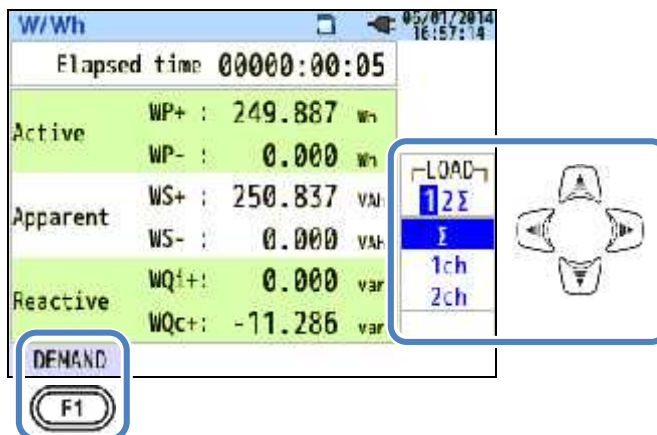 W/Wh 05/01/2014
16:57:14
Elapsed time 00000:00:05
Active
WP+ : 249.887 Wh
WP- : 0.000 Wh
Apparent
WS+ : 250.837 VAh
WS- : 0.000 VAh
Reactive
WQi+: 0.000 var
WQc+: -11.286 var
LOAD
12Σ
Σ
1ch
2ch
DEMAND
F1